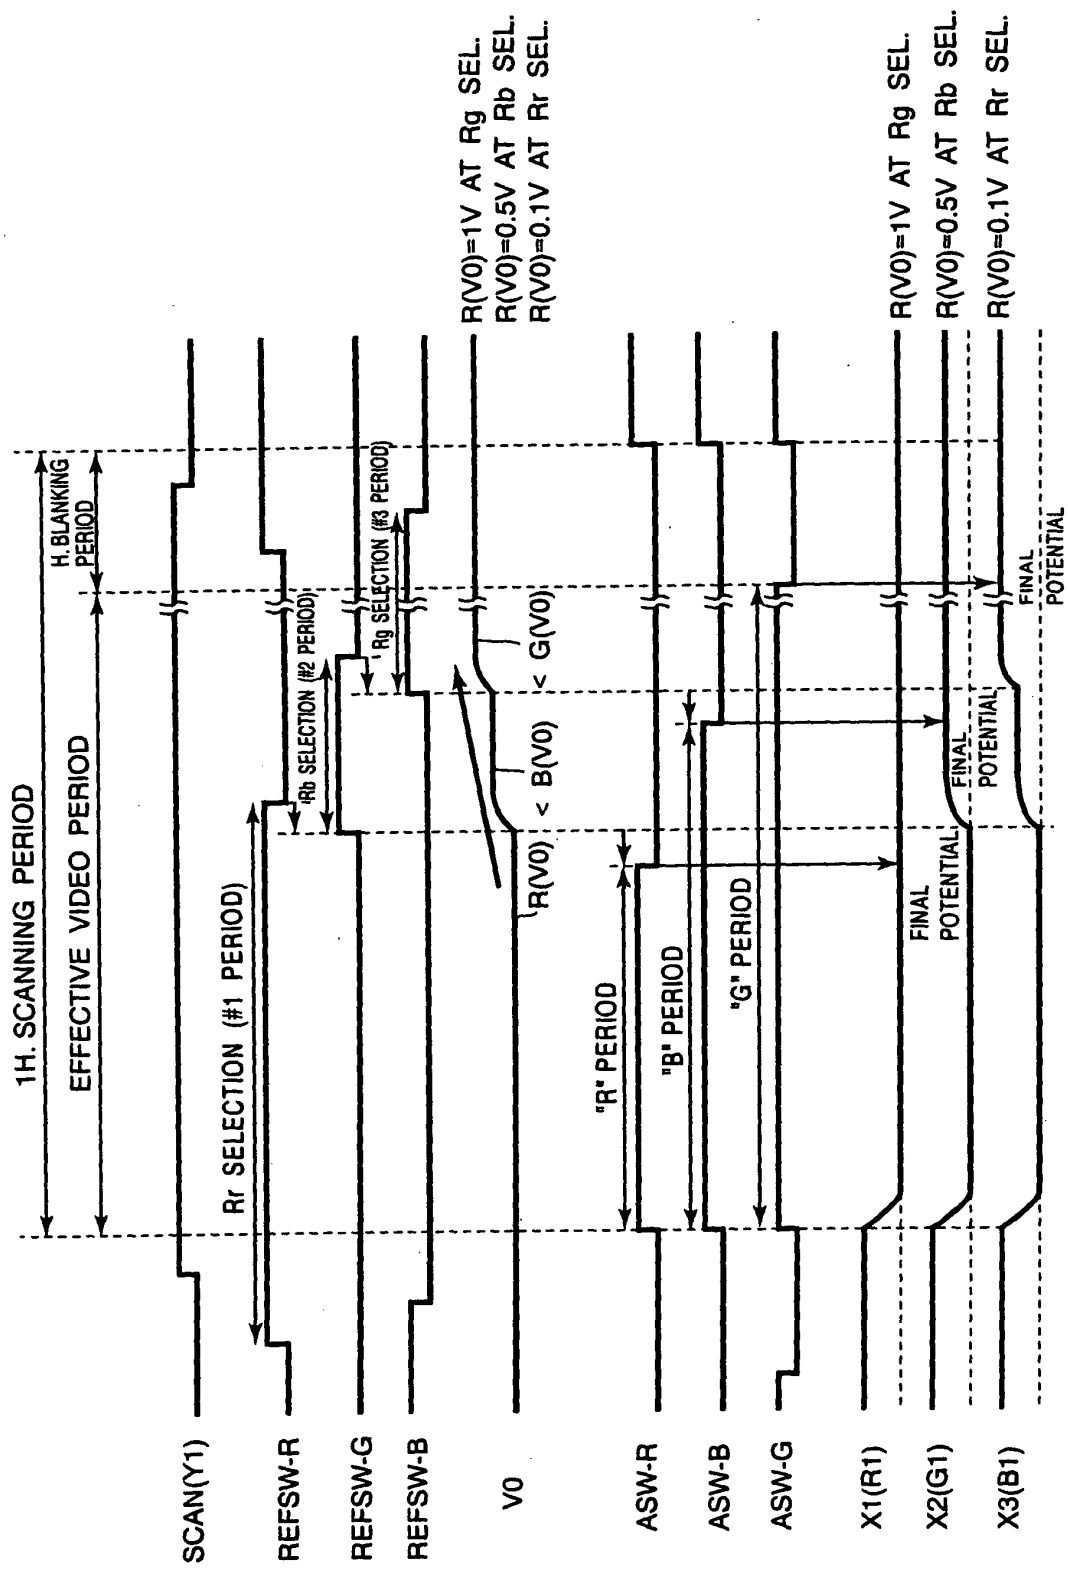 1H. SCANNING PERIOD
EFFECTIVE VIDEO PERIOD
H.BLANKING
PERIOD
SCAN(Y1)
Rr SELECTION (#1 PERIOD)
REFSW-R
Rb SELECTION (#2 PERIOD)
REFSW-G
Rg SELECTION (#3 PERIOD)
REFSW-B
R(V0)=1V AT Rg SEL.
R(V0)=0.5V AT Rb SEL.
R(V0)=0.1V AT Rr SEL.
V0
R(V0) < B(V0) < G(V0)
"R" PERIOD
ASW-R
"B" PERIOD
ASW-B
"G" PERIOD
ASW-G
X1(R1)
R(V0)=1V AT Rg SEL.
FINAL
POTENTIAL
X2(G1)
R(V0)=0.5V AT Rb SEL.
FINAL
POTENTIAL
X3(B1)
R(V0)=0.1V AT Rr SEL.
FINAL
POTENTIAL